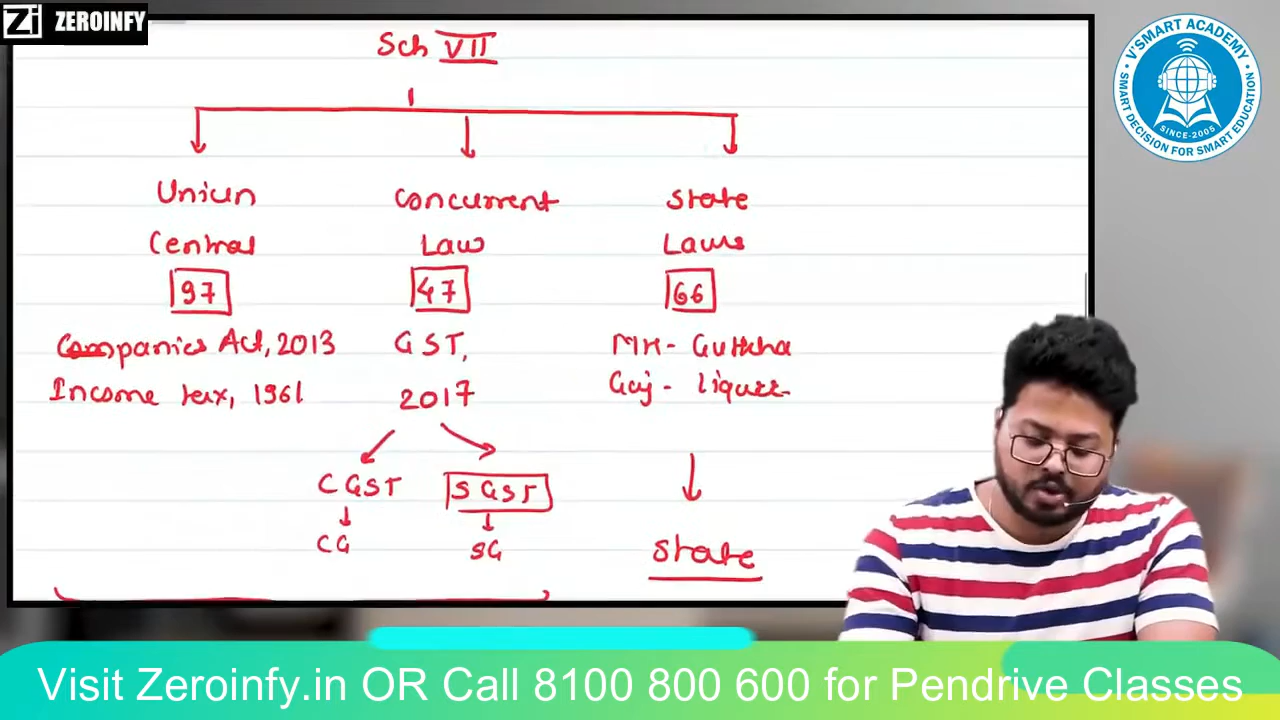 Zi ZEROINFY
V'SMART ACADEMY
SINCE-2005
SMART DECISION FOR SMART EDUCATION
Sch VII
Union Concurrent State
Central Law Laws
97 47 66
Companies Act, 2013 GST, MH- Gutkha
Income tax, 1961 2017 Guj- liquer
CGST SGST
CG SG State
Visit Zeroinfy.in OR Call 8100 800 600 for Pendrive Classes